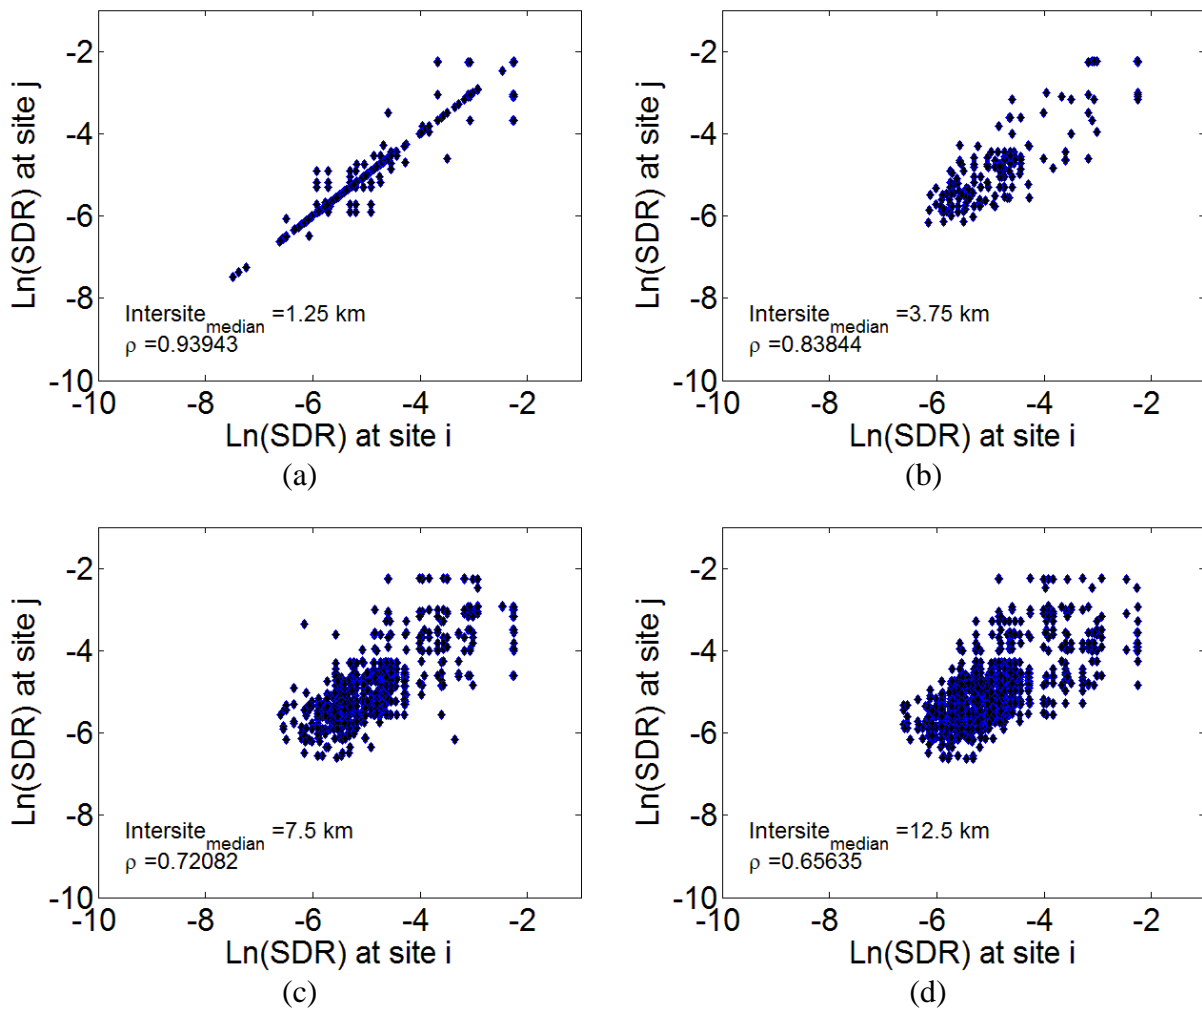 -2
-4
-6
-8
-10
Ln(SDR) at site j
Intersite_median =1.25 km
ρ =0.93943
-10 -8 -6 -4 -2
Ln(SDR) at site i
(a)
-2
-4
-6
-8
-10
Ln(SDR) at site j
Intersite_median =3.75 km
ρ =0.83844
-10 -8 -6 -4 -2
Ln(SDR) at site i
(b)
-2
-4
-6
-8
-10
Ln(SDR) at site j
Intersite_median =7.5 km
ρ =0.72082
-10 -8 -6 -4 -2
Ln(SDR) at site i
(c)
-2
-4
-6
-8
-10
Ln(SDR) at site j
Intersite_median =12.5 km
ρ =0.65635
-10 -8 -6 -4 -2
Ln(SDR) at site i
(d)